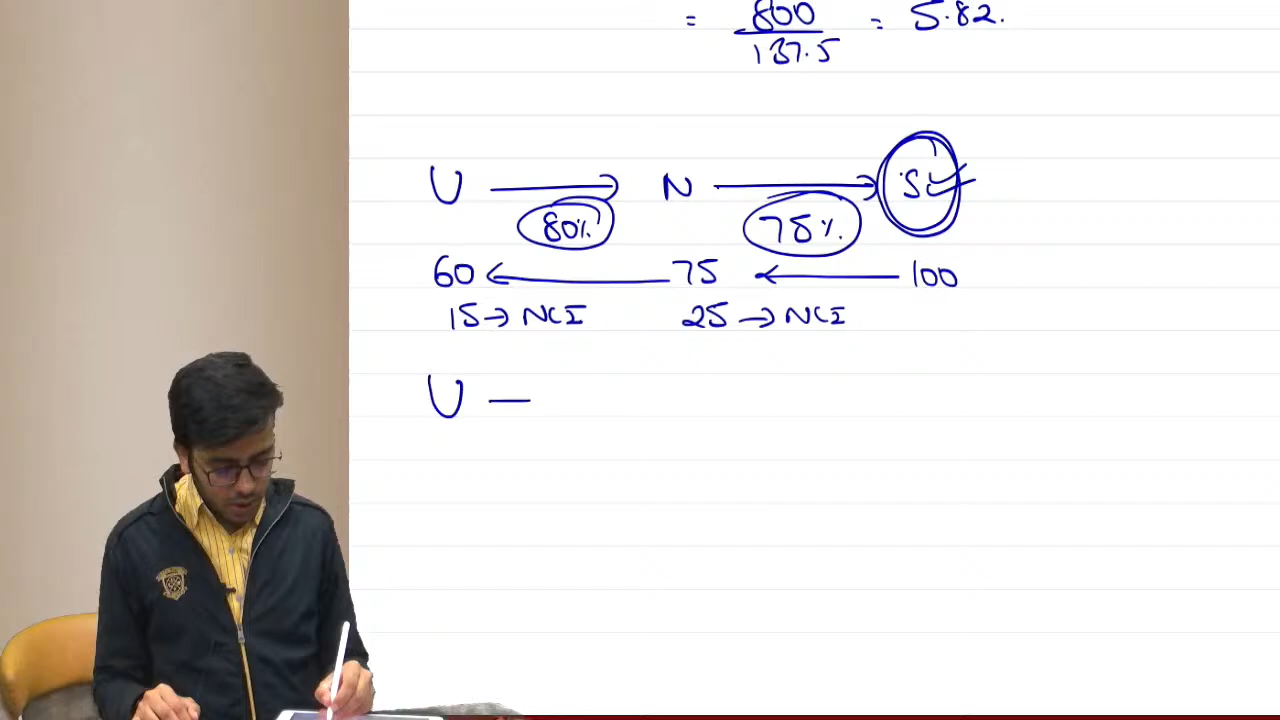 = 800/137.5 = 5.82.
U → N →
80% 75%
60 ← 75 ← 100
15 → NCI 25 → NCI
U —